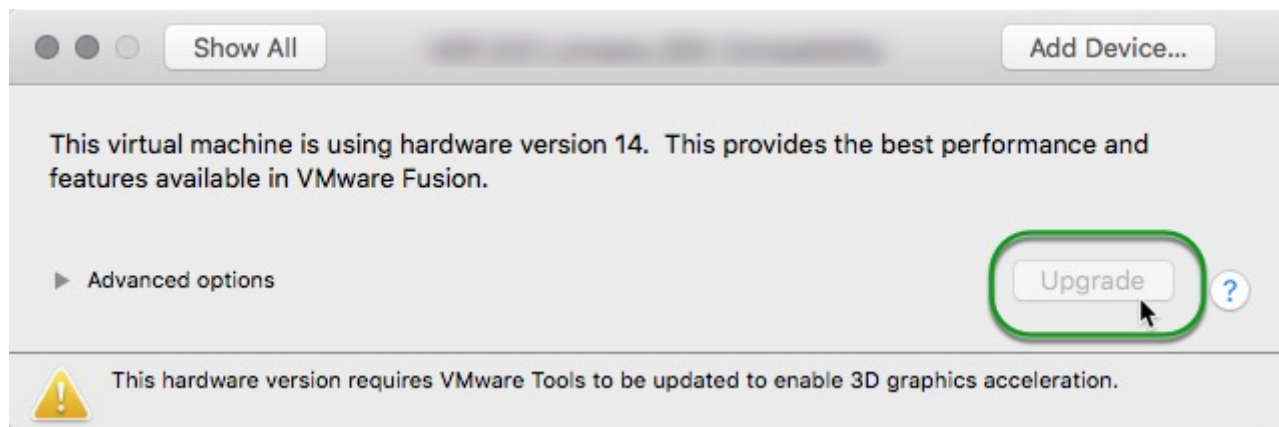 Show All
Add Device...
This virtual machine is using hardware version 14. This provides the best performance and
features available in VMware Fusion.
Advanced options
Upgrade
?
This hardware version requires VMware Tools to be updated to enable 3D graphics acceleration.